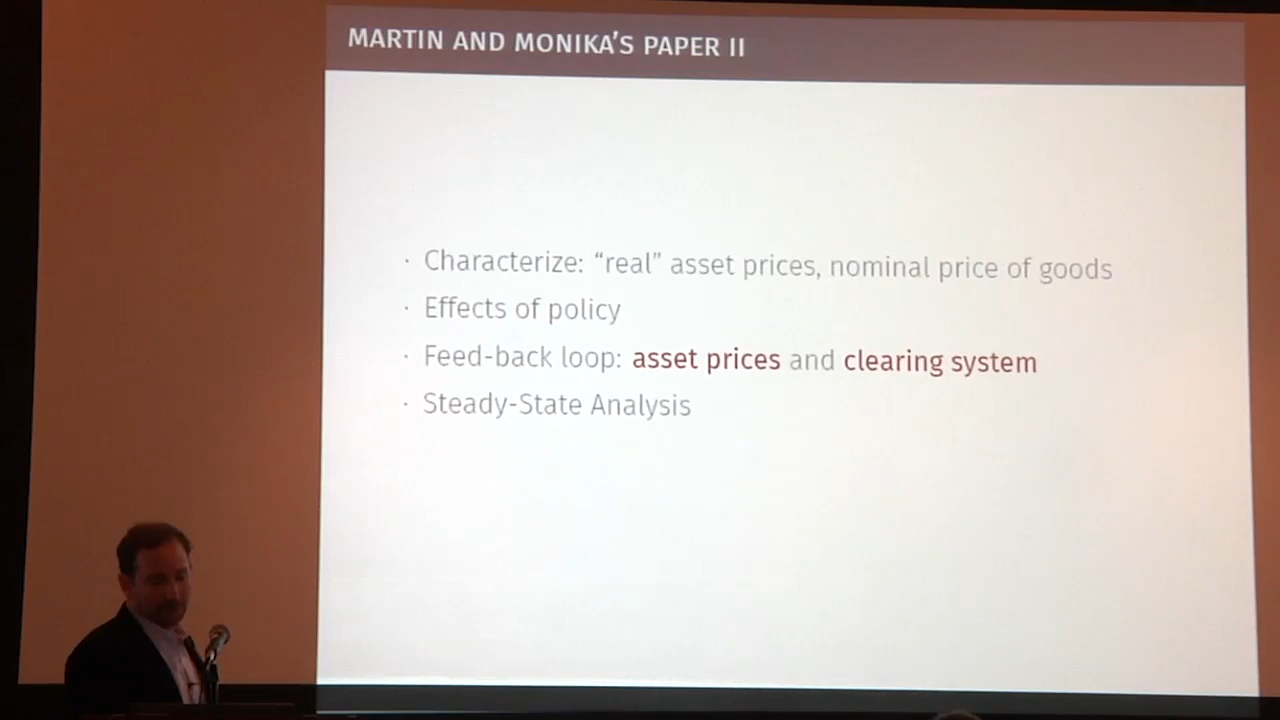 MARTIN AND MONIKA'S PAPER II
· Characterize: “real” asset prices, nominal price of goods
· Effects of policy
· Feed-back loop: asset prices and clearing system
· Steady-State Analysis